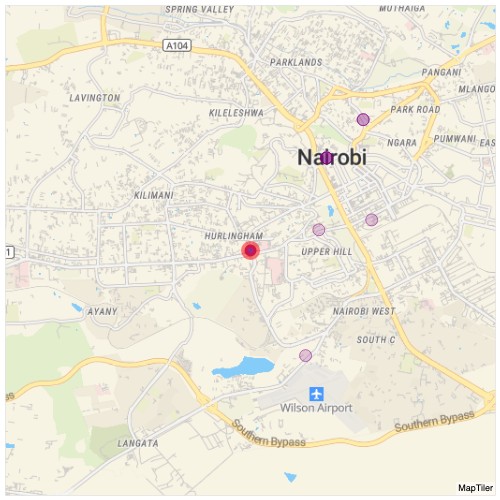 SPRING VALLEY
MUTHAIGA
A104
PARKLANDS
PANGANI
MLANGO
LAVINGTON
KILELESHWA
PARK ROAD
NGARA
PUMWANI
EAS
Nairobi
KILIMANI
HURLINGHAM
UPPER HILL
1
AYANY
NAIROBI WEST
SOUTH C
ss
Wilson Airport
Southern Bypass
Southern Bypass
LANGATA
MapTiler